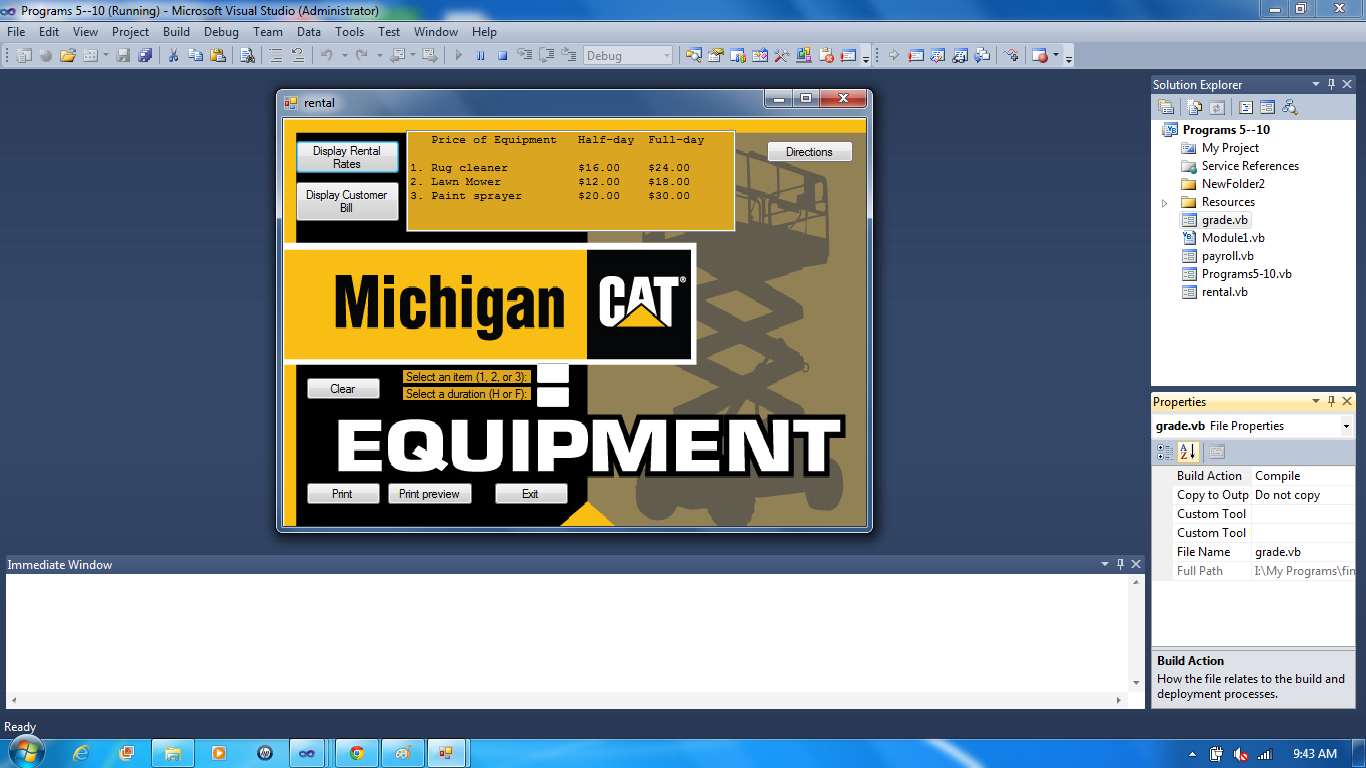 Programs 5--10 (Running) - Microsoft Visual Studio (Administrator)
File Edit View Project Build Debug Team Data Tools Test Window Help
Debug
rental
Display Rental Rates
Display Customer Bill
Price of Equipment Half-day Full-day
1. Rug cleaner $16.00 $24.00
2. Lawn Mower $12.00 $18.00
3. Paint sprayer $20.00 $30.00
Directions
Michigan CAT®
Clear
Select an item (1, 2, or 3):
Select a duration (H or F):
EQUIPMENT
Print Print preview Exit
Solution Explorer
Programs 5--10
My Project
Service References
NewFolder2
Resources
grade.vb
Module1.vb
payroll.vb
Programs5-10.vb
rental.vb
Properties
grade.vb File Properties
Build Action Compile
Copy to Outp Do not copy
Custom Tool
Custom Tool
File Name grade.vb
Full Path I:\My Programs\fin
Build Action
How the file relates to the build and
deployment processes.
Immediate Window
Ready
9:43 AM